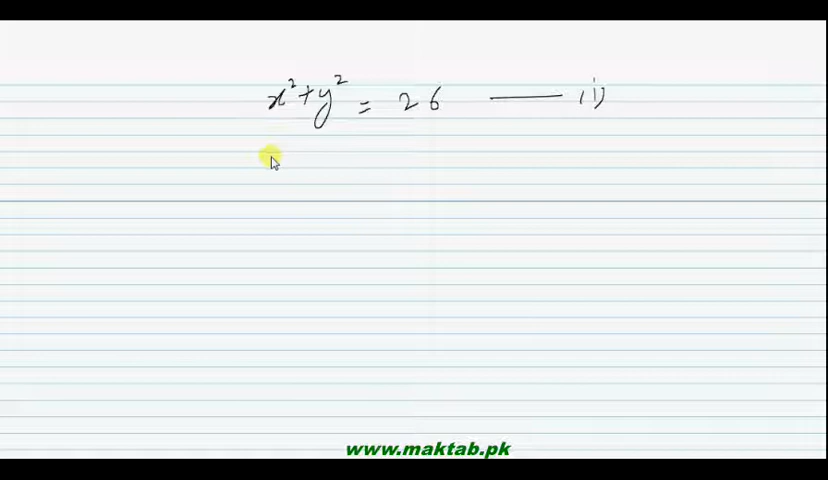 x²+y² = 26 —— (i)
www.maktab.pk